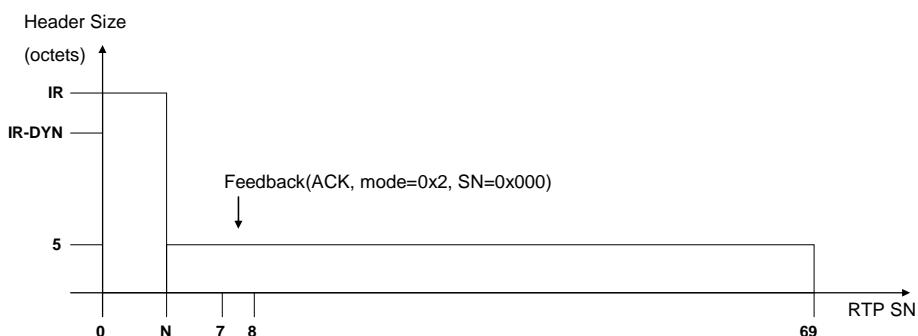 Header Size
(octets)
IR
IR-DYN
Feedback(ACK, mode=0x2, SN=0x000)
5
RTP SN
0 N 7 8 69